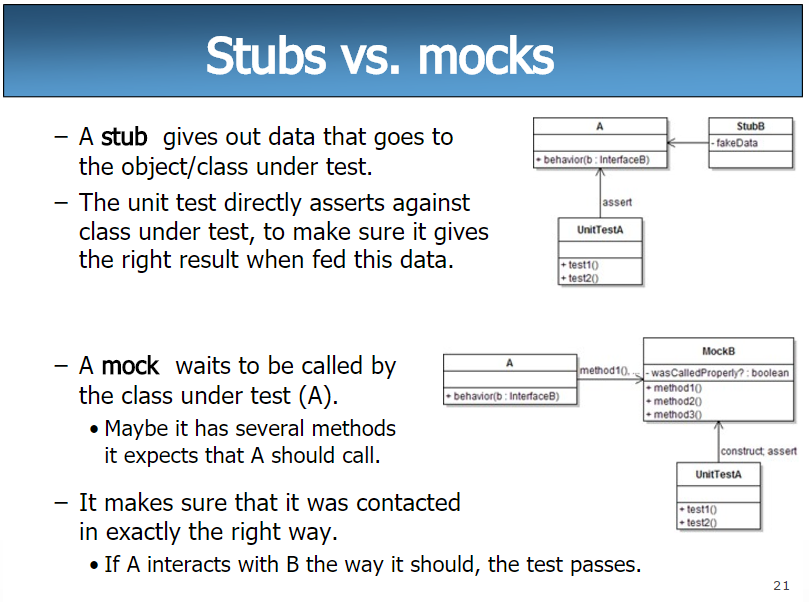 Stubs vs. mocks
– A stub gives out data that goes to
the object/class under test.
– The unit test directly asserts against
class under test, to make sure it gives
the right result when fed this data.
A
+ behavior(b : InterfaceB)
StubB
- fakeData
assert
UnitTestA
+ test1()
+ test2()
– A mock waits to be called by
the class under test (A).
• Maybe it has several methods
it expects that A should call.
– It makes sure that it was contacted
in exactly the right way.
• If A interacts with B the way it should, the test passes.
A
+ behavior(b : InterfaceB)
method1(), ...
MockB
- wasCalledProperly? : boolean
+ method1()
+ method2()
+ method3()
construct; assert
UnitTestA
+ test1()
+ test2()
21